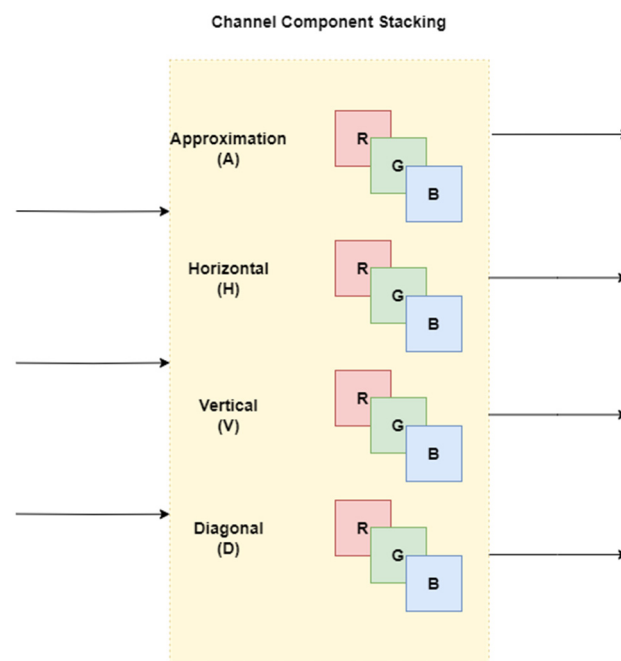 Channel Component Stacking
Approximation
(A)
R
G
B
Horizontal
(H)
R
G
B
Vertical
(V)
R
G
B
Diagonal
(D)
R
G
B